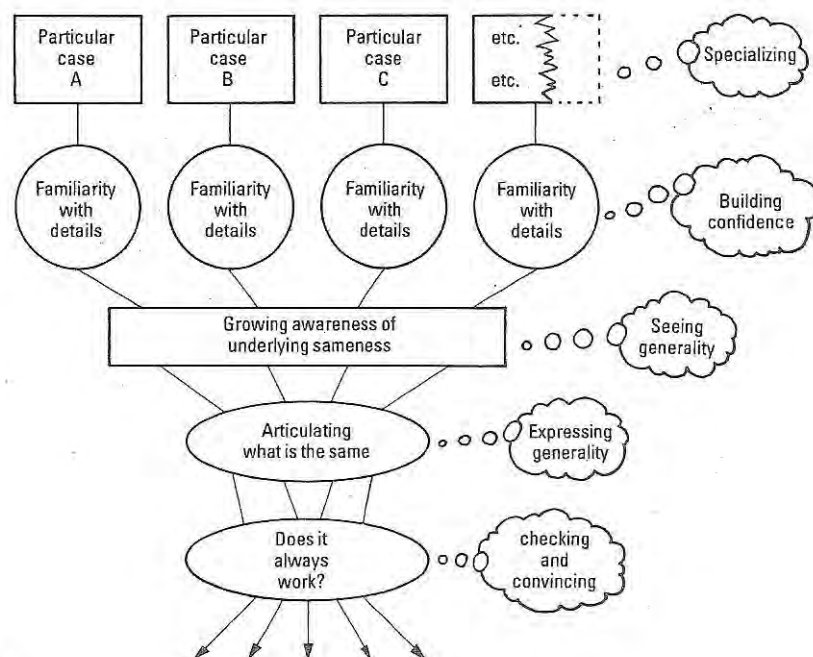 Particular
case
A
Particular
case
B
Particular
case
C
etc.
etc.
Specializing
Familiarity
with
details
Familiarity
with
details
Familiarity
with
details
Familiarity
with
details
Building
confidence
Growing awareness of
underlying sameness
Seeing
generality
Articulating
what is the same
Expressing
generality
Does it
always
work?
checking
and
convincing